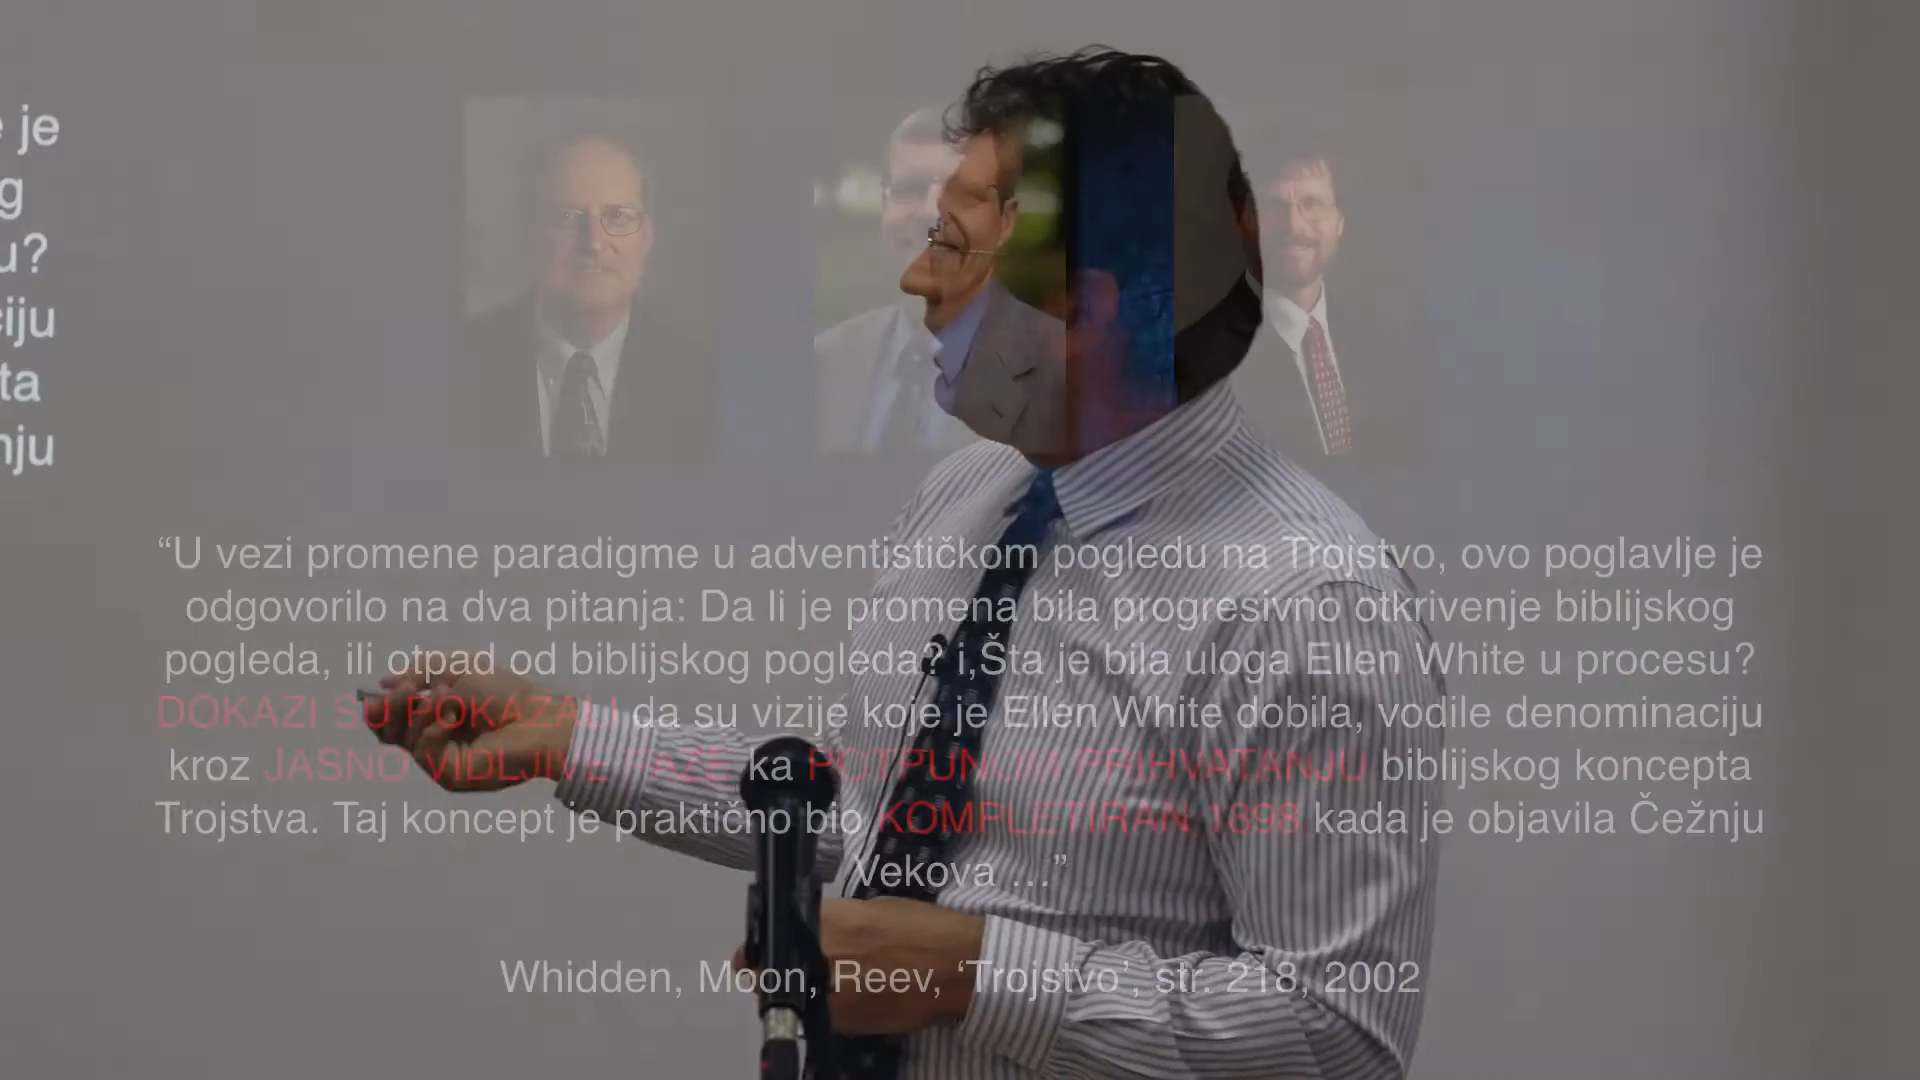 je
g
u?
iju
ta
nju
“U vezi promene paradigme u adventističkom pogledu na Trojstvo, ovo poglavlje je
odgovorilo na dva pitanja: Da li je promena bila progresivno otkrivenje biblijskog
pogleda, ili otpad od biblijskog pogleda? i,Šta je bila uloga Ellen White u procesu?
DOKAZI SU POKAZALI da su vizije koje je Ellen White dobila, vodile denominaciju
kroz JASNO VIDLJIVE FAZE ka POTPUNOM PRIHVATANJU biblijskog koncepta
Trojstva. Taj koncept je praktično bio KOMPLETIRAN 1898 kada je objavila Čežnju
Vekova ...”
Whidden, Moon, Reev, ‘Trojstvo’, str. 218, 2002